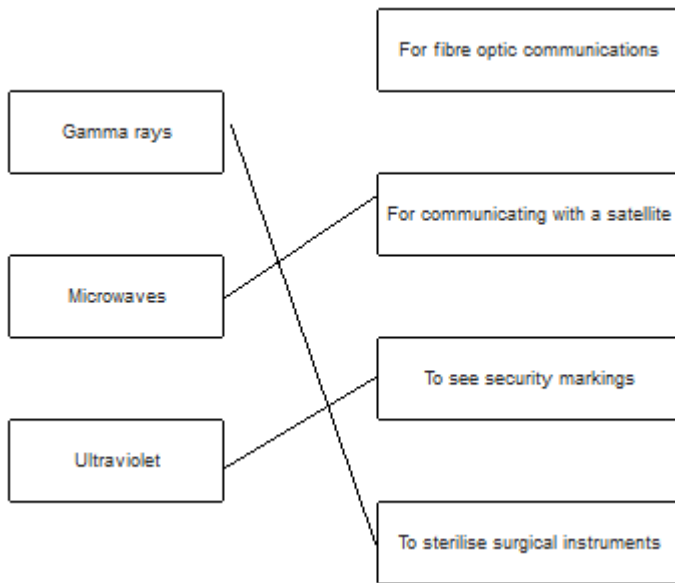 For fibre optic communications
Gamma rays
For communicating with a satellite
Microwaves
To see security markings
Ultraviolet
To sterilise surgical instruments